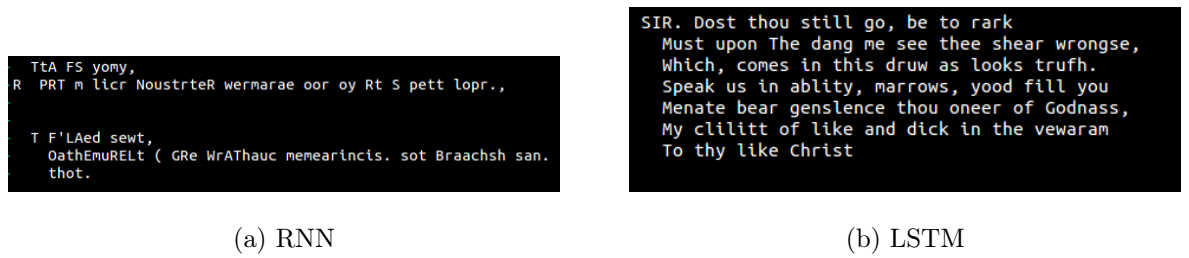 TtA FS yomy,
R PRT m licr NoustrteR wermarae oor oy Rt S pett lopr.,
T F'LAed sewt,
OathEmuRELt ( GRe WrAThauc memearincis. sot Braachsh san.
thot.
(a) RNN
SIR. Dost thou still go, be to rark
Must upon The dang me see thee shear wrongse,
Which, comes in this druw as looks trufh.
Speak us in ablity, marrows, yood fill you
Menate bear genslence thou oneer of Godnass,
My clilitt of like and dick in the vewaram
To thy like Christ
(b) LSTM